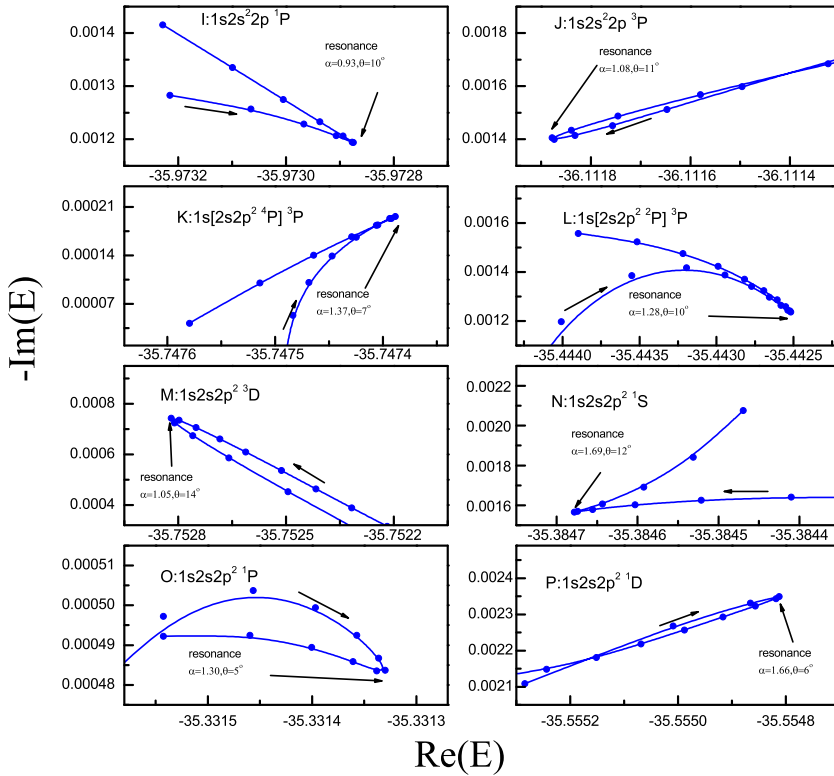 I:1s2s²2p ¹P
resonance
α=0.93,θ=10°
0.0014
0.0013
0.0012
-35.9732
-35.9730
-35.9728
J:1s2s²2p ³P
resonance
α=1.08,θ=11°
0.0018
0.0016
0.0014
-36.1118
-36.1116
-36.1114
K:1s[2s2p² ⁴P] ³P
resonance
α=1.37,θ=7°
0.00021
0.00014
0.00007
-35.7476
-35.7475
-35.7474
L:1s[2s2p² ²P] ³P
resonance
α=1.28,θ=10°
0.0016
0.0014
0.0012
-35.4440
-35.4435
-35.4430
-35.4425
M:1s2s2p² ³D
resonance
α=1.05,θ=14°
0.0008
0.0006
0.0004
-35.7528
-35.7525
-35.7522
N:1s2s2p² ¹S
resonance
α=1.69,θ=12°
0.0022
0.0020
0.0018
0.0016
-35.3847
-35.3846
-35.3845
-35.3844
O:1s2s2p² ¹P
resonance
α=1.30,θ=5°
0.00051
0.00050
0.00049
0.00048
-35.3315
-35.3314
-35.3313
P:1s2s2p² ¹D
resonance
α=1.66,θ=6°
0.0024
0.0023
0.0022
0.0021
-35.5552
-35.5550
-35.5548
-Im(E)
Re(E)